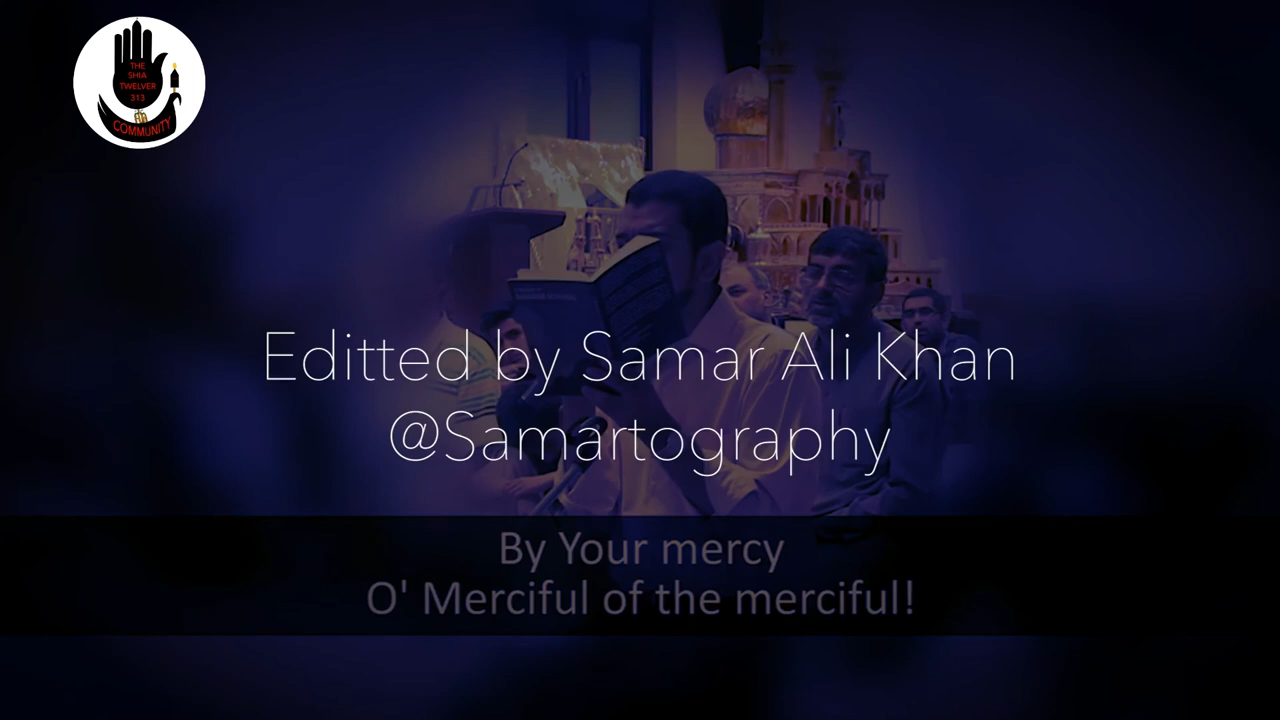 THE
SHIA
TWELVER
313
COMMUNITY
Editted by Samar Ali Khan
@Samartography
By Your mercy
O' Merciful of the merciful!